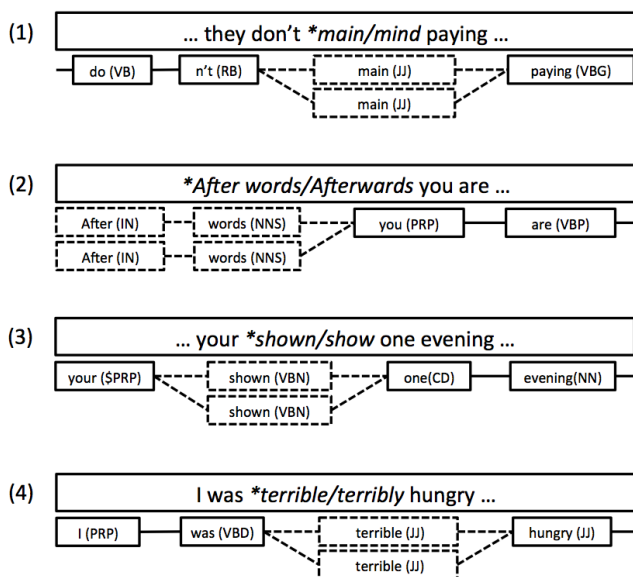 (1) … they don’t *main/mind paying …
do (VB) n’t (RB) main (JJ) paying (VBG)
main (JJ)
(2) *After words/Afterwards you are …
After (IN) words (NNS) you (PRP) are (VBP)
After (IN) words (NNS)
(3) … your *shown/show one evening …
your ($PRP) shown (VBN) one(CD) evening(NN)
shown (VBN)
(4) I was *terrible/terribly hungry …
I (PRP) was (VBD) terrible (JJ) hungry (JJ)
terrible (JJ)